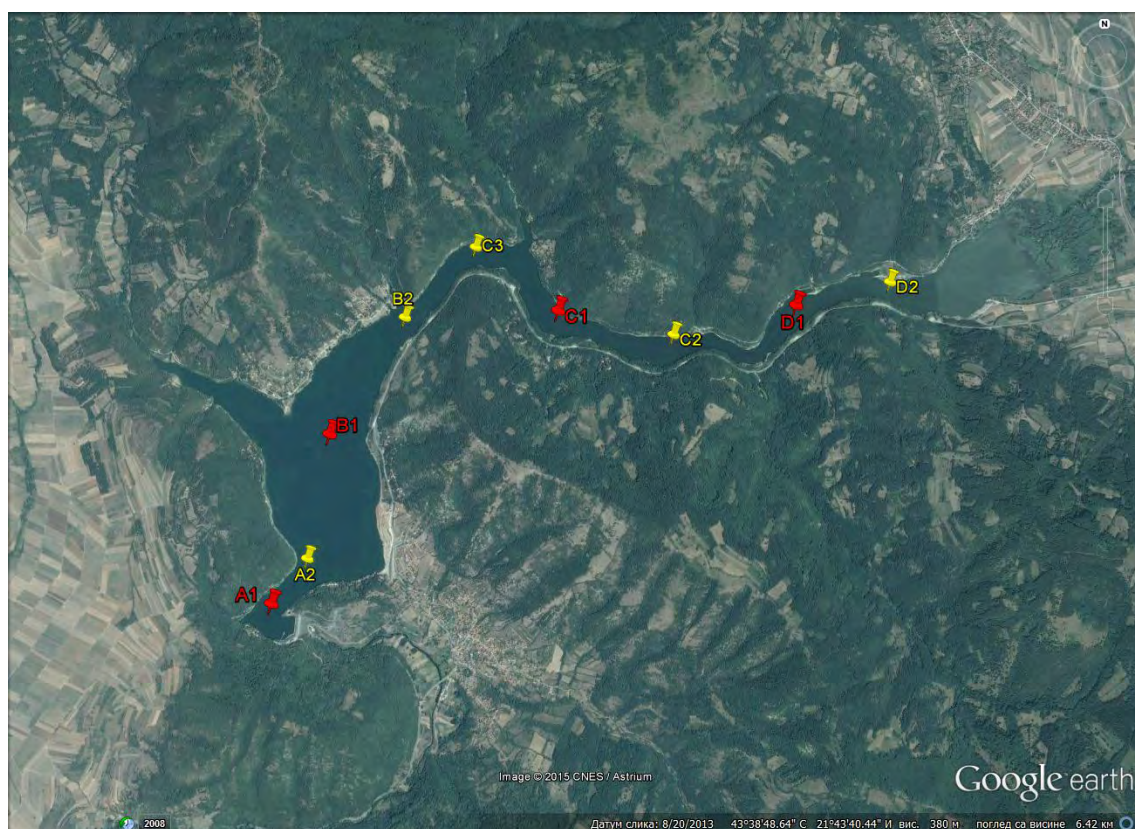 N
C3
B2
D2
C1
D1
C2
B1
A2
A1
Image © 2015 CNES / Astrium
Google earth
2008
Датум слика: 8/20/2013 43°38'48.64" С 21°43'40.44" И вис. 380 м поглед са висине 6.42 км